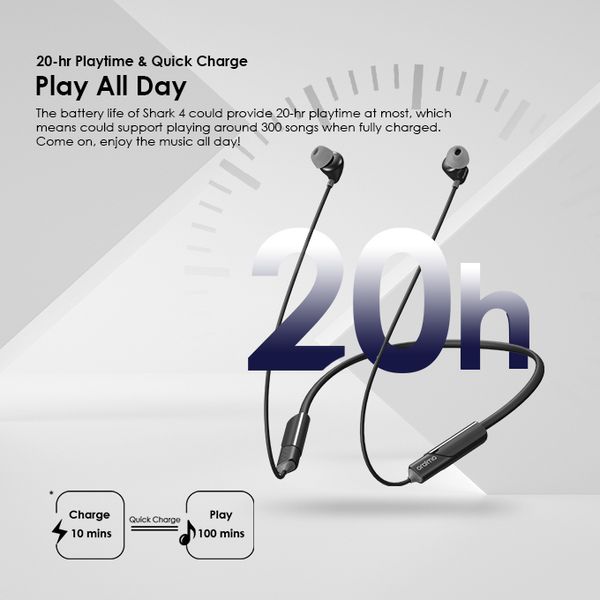 20-hr Playtime & Quick Charge
Play All Day
The battery life of Shark 4 could provide 20-hr playtime at most, which
means could support playing around 300 songs when fully charged.
Come on, enjoy the music all day!
20h
oraimo
*
Charge
10 mins
Quick Charge
Play
100 mins